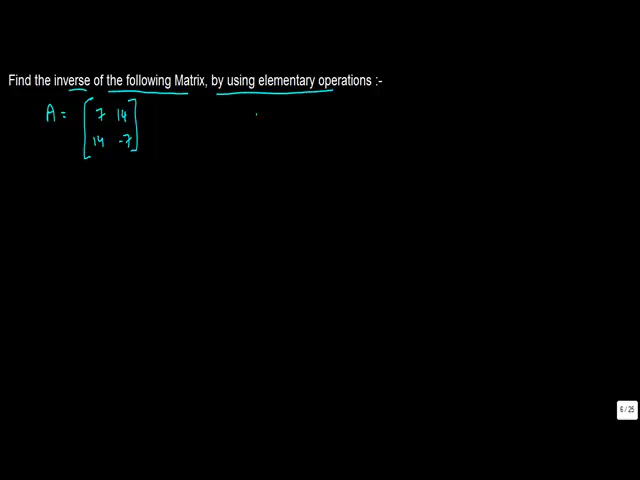 Find the inverse of the following Matrix, by using elementary operations :-
A = [ 7 14
14 -7 ]
6 / 25